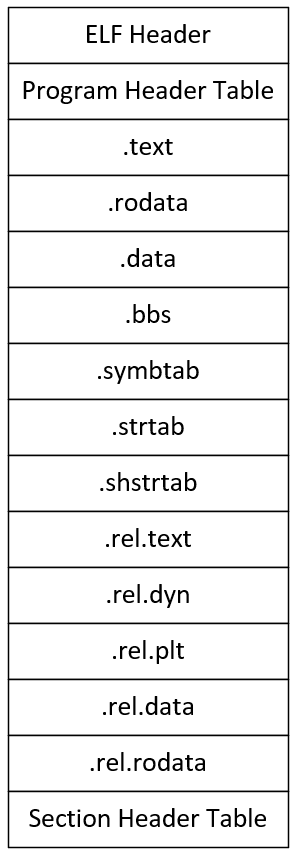 ELF Header
Program Header Table
.text
.rodata
.data
.bbs
.symbtab
.strtab
.shstrtab
.rel.text
.rel.dyn
.rel.plt
.rel.data
.rel.rodata
Section Header Table